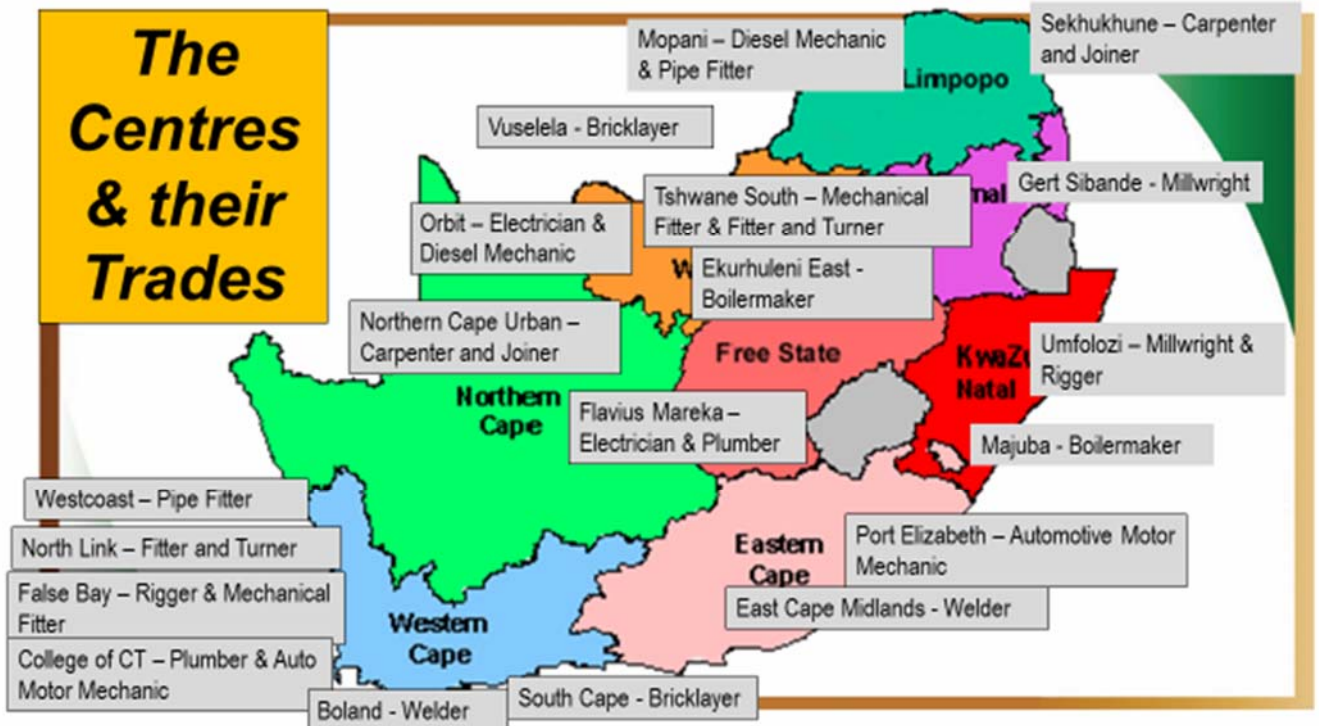 The
Centres
& their
Trades
Mopani – Diesel Mechanic
& Pipe Fitter
Sekhukhune – Carpenter
and Joiner
Limpopo
Vuselela - Bricklayer
Tshwane South – Mechanical
Fitter & Fitter and Turner
nal
Gert Sibande - Millwright
Orbit – Electrician &
Diesel Mechanic
W
Ekurhuleni East -
Boilermaker
Northern Cape Urban –
Carpenter and Joiner
Free State
KwaZu
Natal
Umfolozi – Millwright &
Rigger
Northern
Cape
Flavius Mareka –
Electrician & Plumber
Majuba - Boilermaker
Westcoast – Pipe Fitter
North Link – Fitter and Turner
False Bay – Rigger & Mechanical
Fitter
College of CT – Plumber & Auto
Motor Mechanic
Western
Cape
Eastern
Cape
Port Elizabeth – Automotive Motor
Mechanic
East Cape Midlands - Welder
Boland - Welder
South Cape - Bricklayer